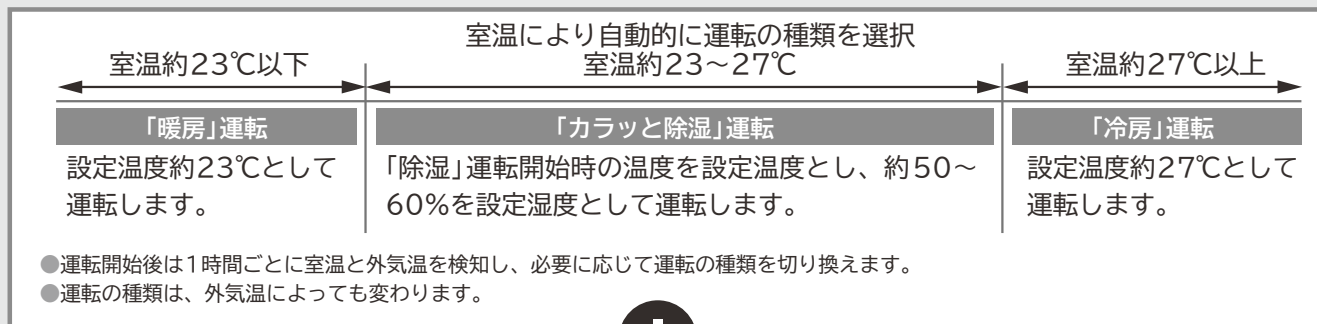 室温により自動的に運転の種類を選択
室温約23℃以下
室温約23～27℃
室温約27℃以上
「暖房」運転
「カラッと除湿」運転
「冷房」運転
設定温度約23℃として
運転します。
「除湿」運転開始時の温度を設定温度とし、約50～
60%を設定湿度として運転します。
設定温度約27℃として
運転します。
●運転開始後は1時間ごとに室温と外気温を検知し、必要に応じて運転の種類を切り換えます。
●運転の種類は、外気温によっても変わります。